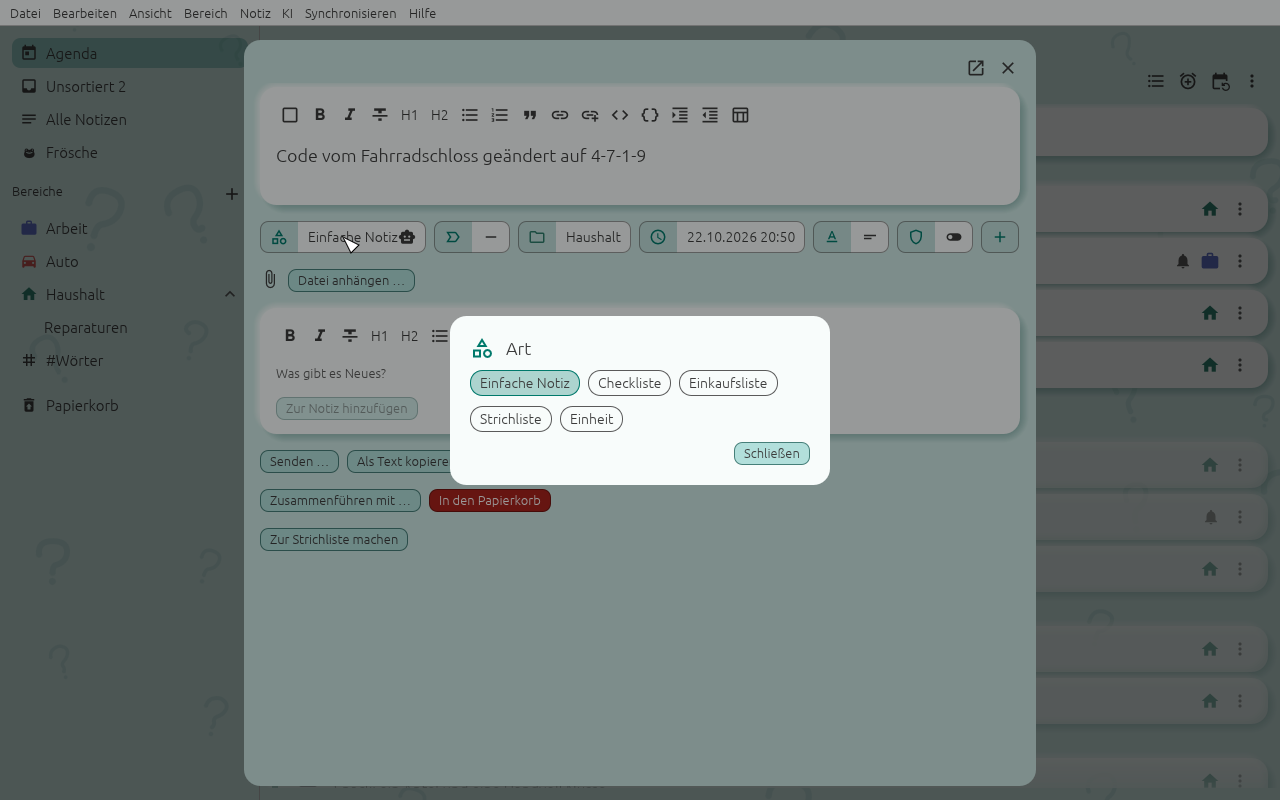 Datei Bearbeiten Ansicht Bereich Notiz KI Synchronisieren Hilfe
Agenda
Unsortiert 2
Alle Notizen
Frösche
Bereiche
Arbeit
Auto
Haushalt
Reparaturen
#Wörter
Papierkorb
H1 H2
Code vom Fahrradschloss geändert auf 4-7-1-9
Einfache Notiz
Haushalt
22.10.2026 20:50
Datei anhängen ...
H1 H2
Was gibt es Neues?
Zur Notiz hinzufügen
Senden ... Als Text kopiere
Zusammenführen mit ... In den Papierkorb
Zur Strichliste machen
Art
Einfache Notiz Checkliste Einkaufsliste
Strichliste Einheit
Schließen